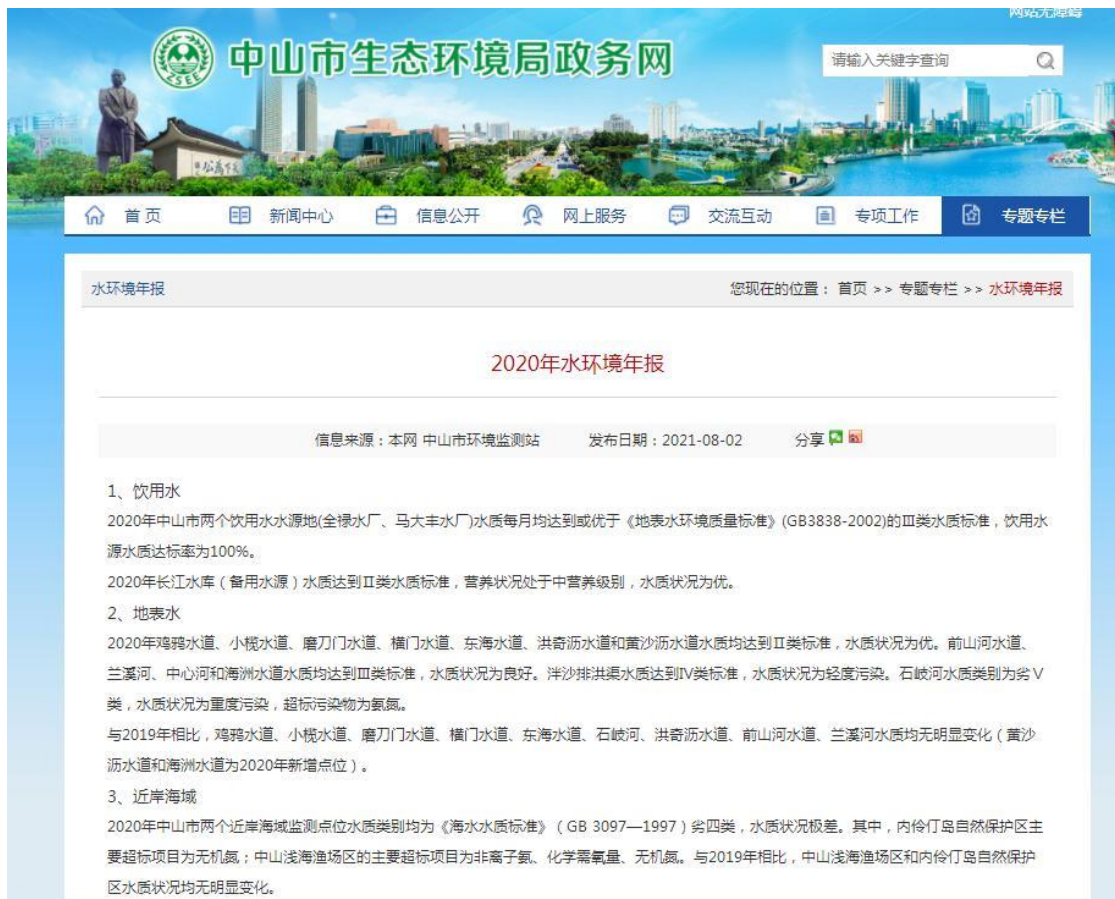 网站无障碍
中山市生态环境局政务网
请输入关键字查询
ESEE
天下为公
首 页 新闻中心 信息公开 网上服务 交流互动 专项工作 专题专栏
水环境年报 您现在的位置： 首页 >> 专题专栏 >> 水环境年报
2020年水环境年报
信息来源：本网 中山市环境监测站 发布日期：2021-08-02 分享
1、饮用水
2020年中山市两个饮用水水源地(全禄水厂、马大丰水厂)水质每月均达到或优于《地表水环境质量标准》(GB3838-2002)的Ⅲ类水质标准，饮用水
源水质达标率为100%。
2020年长江水库（备用水源）水质达到Ⅱ类水质标准，营养状况处于中营养级别，水质状况为优。
2、地表水
2020年鸡鸦水道、小榄水道、磨刀门水道、横门水道、东海水道、洪奇沥水道和黄沙沥水道水质均达到Ⅱ类标准，水质状况为优。前山河水道、
兰溪河、中心河和海洲水道水质均达到Ⅲ类标准，水质状况为良好。泮沙排洪渠水质达到Ⅳ类标准，水质状况为轻度污染。石岐河水质类别为劣Ⅴ
类，水质状况为重度污染，超标污染物为氨氮。
与2019年相比，鸡鸦水道、小榄水道、磨刀门水道、横门水道、东海水道、石岐河、洪奇沥水道、前山河水道、兰溪河水质均无明显变化（黄沙
沥水道和海洲水道为2020年新增点位）。
3、近岸海域
2020年中山市两个近岸海域监测点位水质类别均为《海水水质标准》（GB 3097—1997）劣四类，水质状况极差。其中，内伶仃岛自然保护区主
要超标项目为无机氮；中山浅海渔场区的主要超标项目为非离子氨、化学需氧量、无机氮。与2019年相比，中山浅海渔场区和内伶仃岛自然保护
区水质状况均无明显变化。